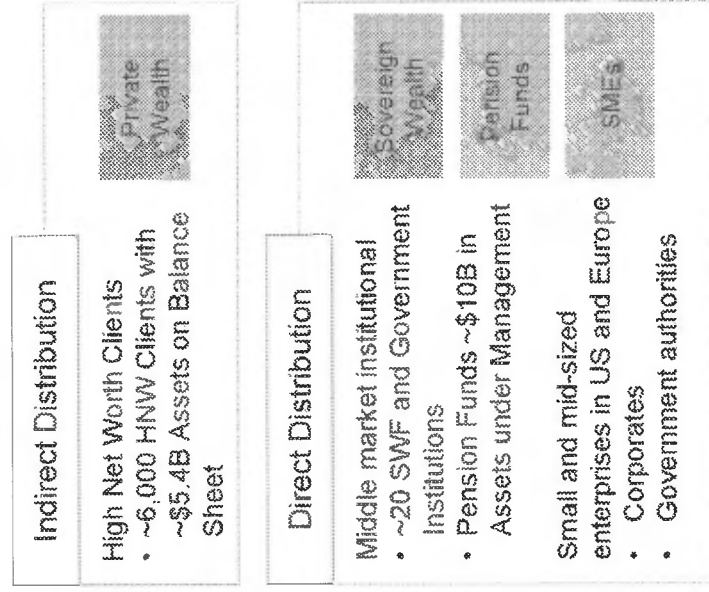 Indirect Distribution
High Net Worth Clients
• ~6,000 HNW Clients with
~$5.4B Assets on Balance
Sheet
Private
Wealth
Direct Distribution
Middle market institutional
• ~20 SWF and Government
Institutions
• Pension Funds ~$10B in
Assets under Management
Small and mid-sized
enterprises in US and Europe
• Corporates
• Government authorities
Sovereign
Wealth
Pension
Funds
SMEs